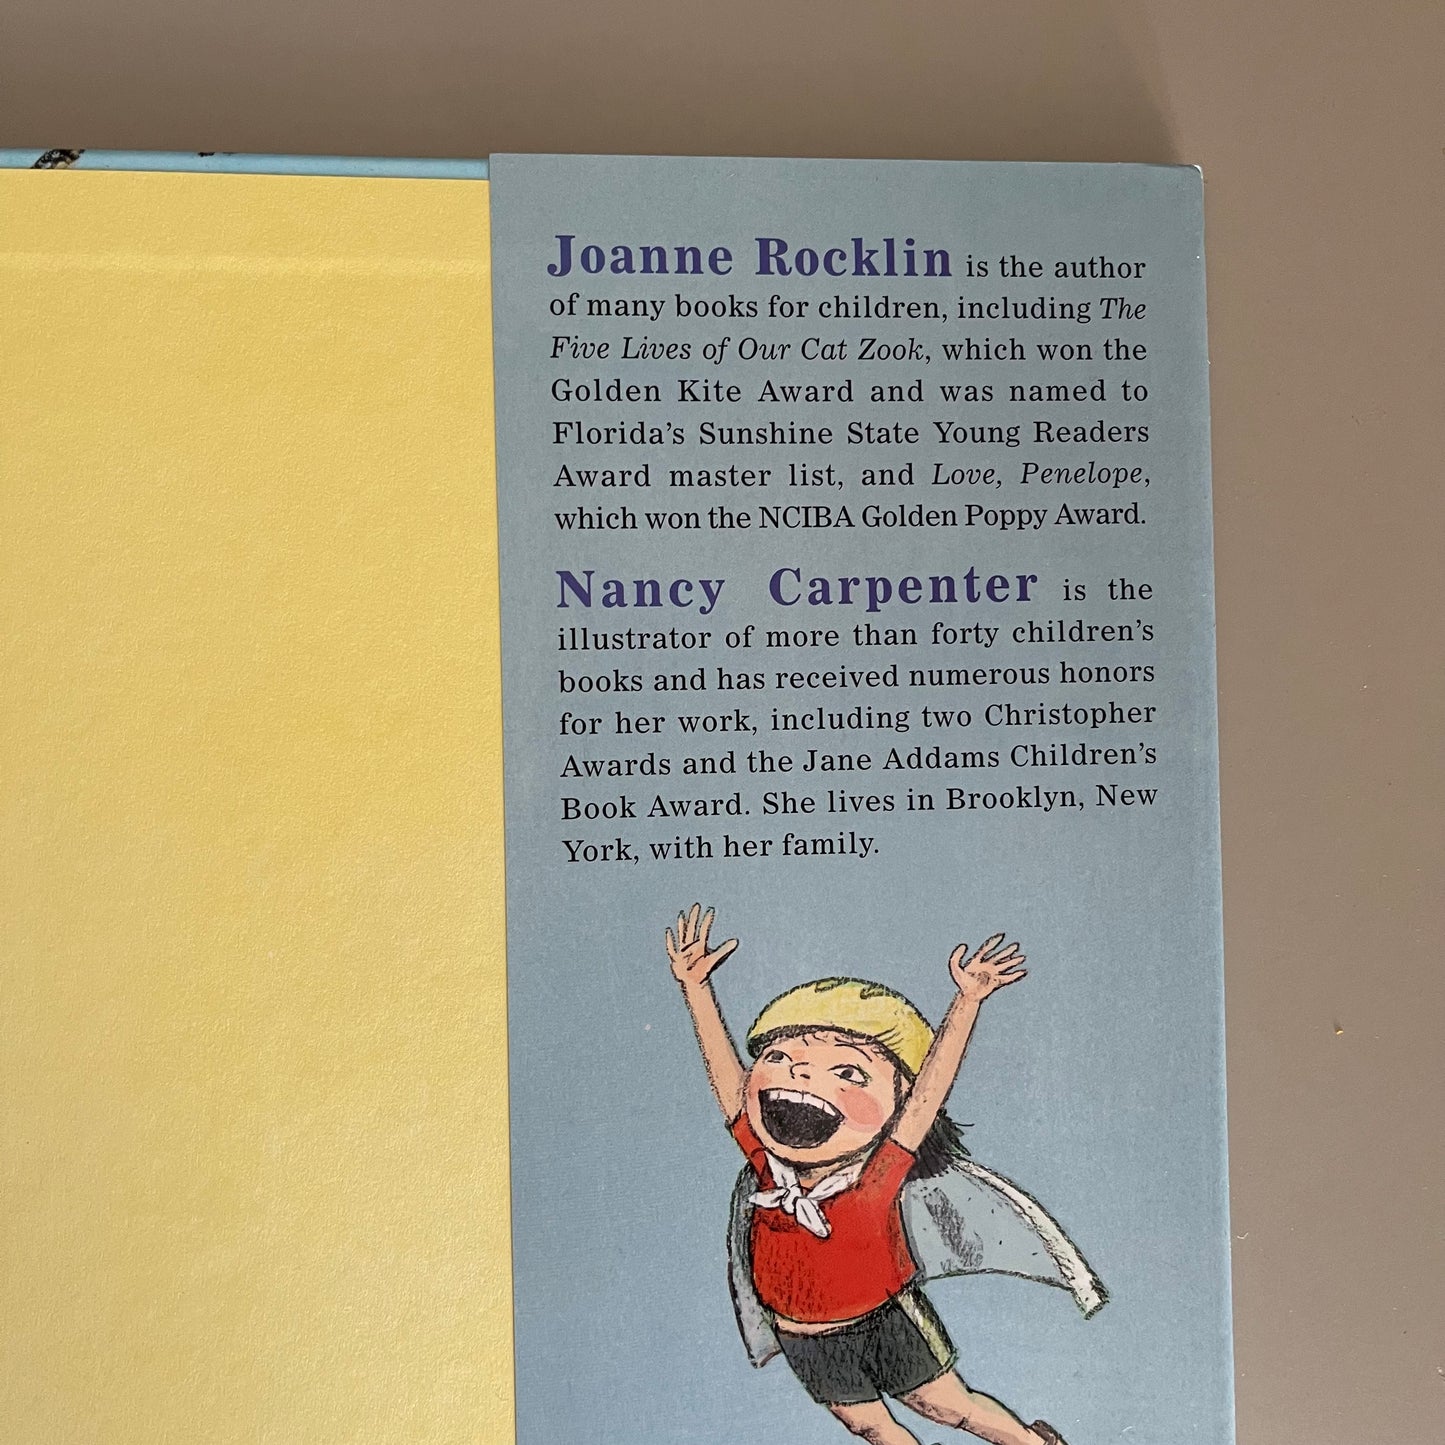 Joanne Rocklin is the author
of many books for children, including The
Five Lives of Our Cat Zook, which won the
Golden Kite Award and was named to
Florida’s Sunshine State Young Readers
Award master list, and Love, Penelope,
which won the NCIBA Golden Poppy Award.
Nancy Carpenter is the
illustrator of more than forty children’s
books and has received numerous honors
for her work, including two Christopher
Awards and the Jane Addams Children’s
Book Award. She lives in Brooklyn, New
York, with her family.